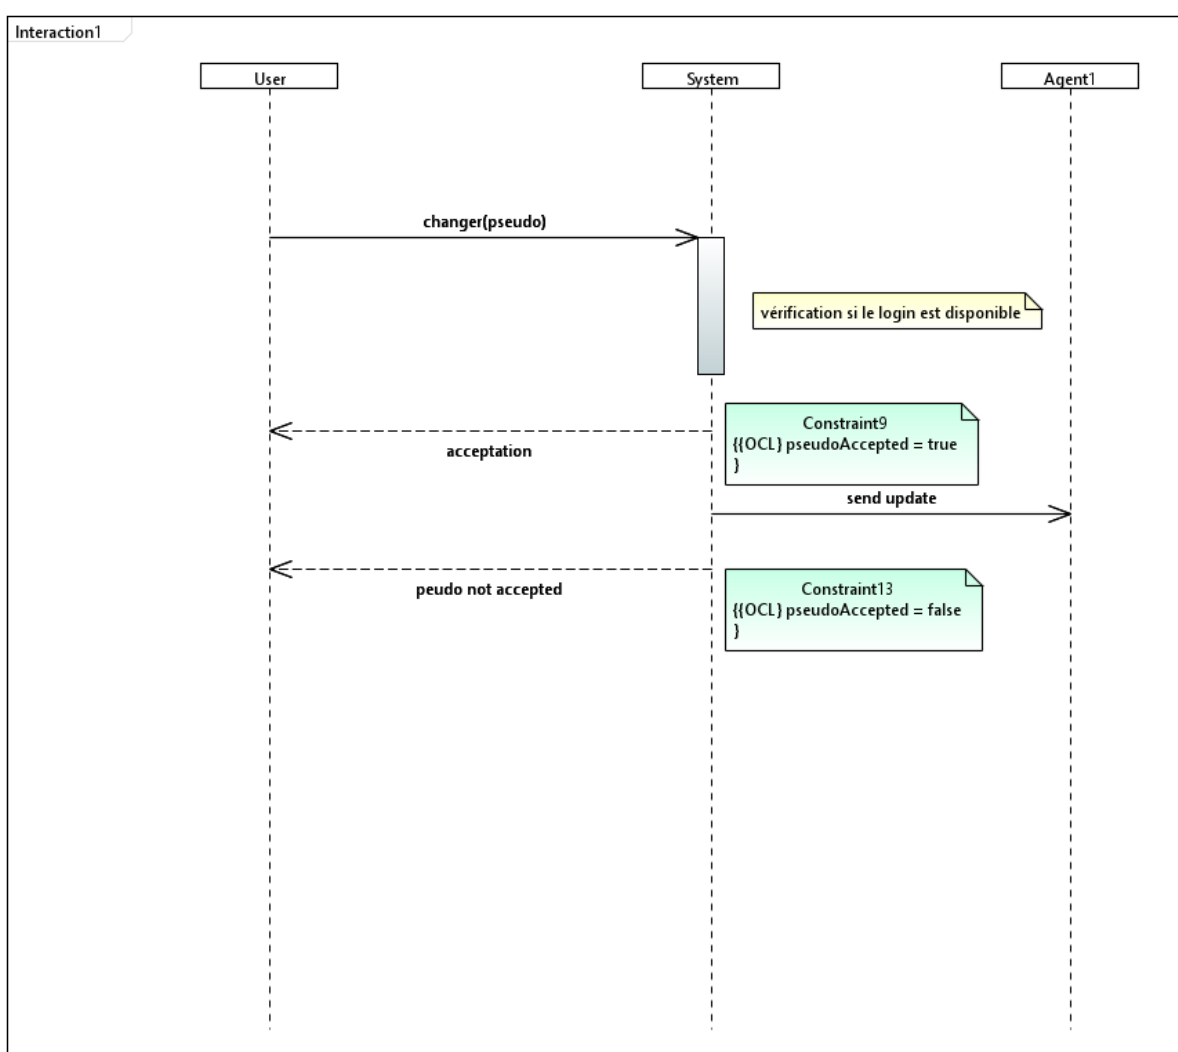 Interaction1
User
System
Agent1
changer(pseudo)
vérification si le login est disponible
Constraint9
{{OCL} pseudoAccepted = true
}
acceptation
send update
peudo not accepted
Constraint13
{{OCL} pseudoAccepted = false
}